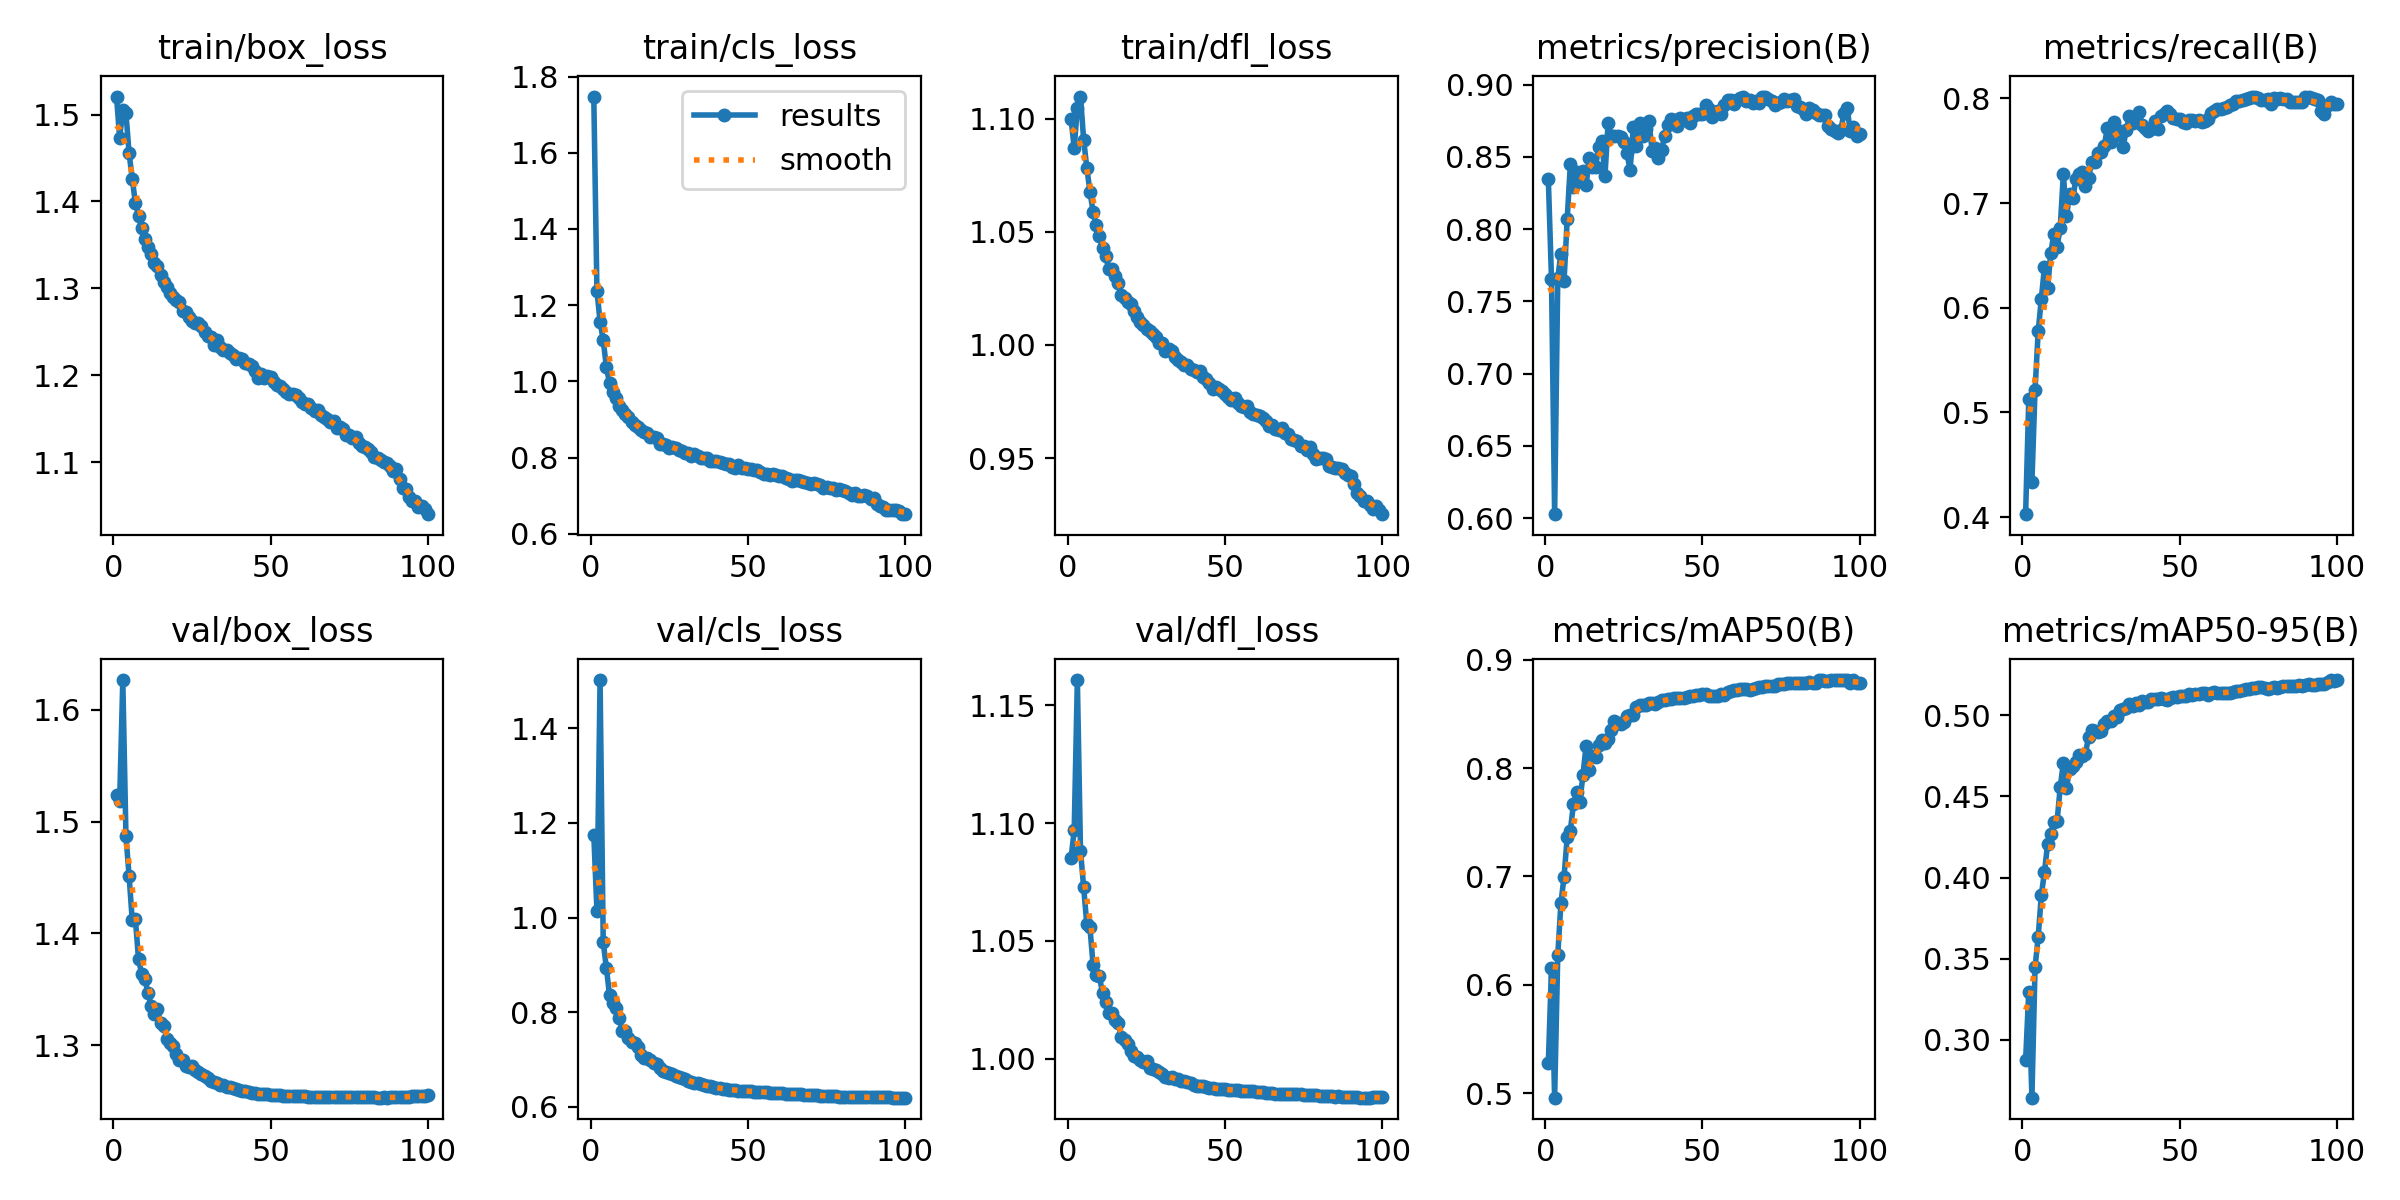 train/box_loss
1.5
1.4
1.3
1.2
1.1
0 50 100
train/cls_loss
1.8
1.6
1.4
1.2
1.0
0.8
0.6
0 50 100
results
smooth
train/dfl_loss
1.10
1.05
1.00
0.95
0 50 100
metrics/precision(B)
0.90
0.85
0.80
0.75
0.70
0.65
0.60
0 50 100
metrics/recall(B)
0.8
0.7
0.6
0.5
0.4
0 50 100
val/box_loss
1.6
1.5
1.4
1.3
0 50 100
val/cls_loss
1.4
1.2
1.0
0.8
0.6
0 50 100
val/dfl_loss
1.15
1.10
1.05
1.00
0 50 100
metrics/mAP50(B)
0.9
0.8
0.7
0.6
0.5
0 50 100
metrics/mAP50-95(B)
0.50
0.45
0.40
0.35
0.30
0 50 100